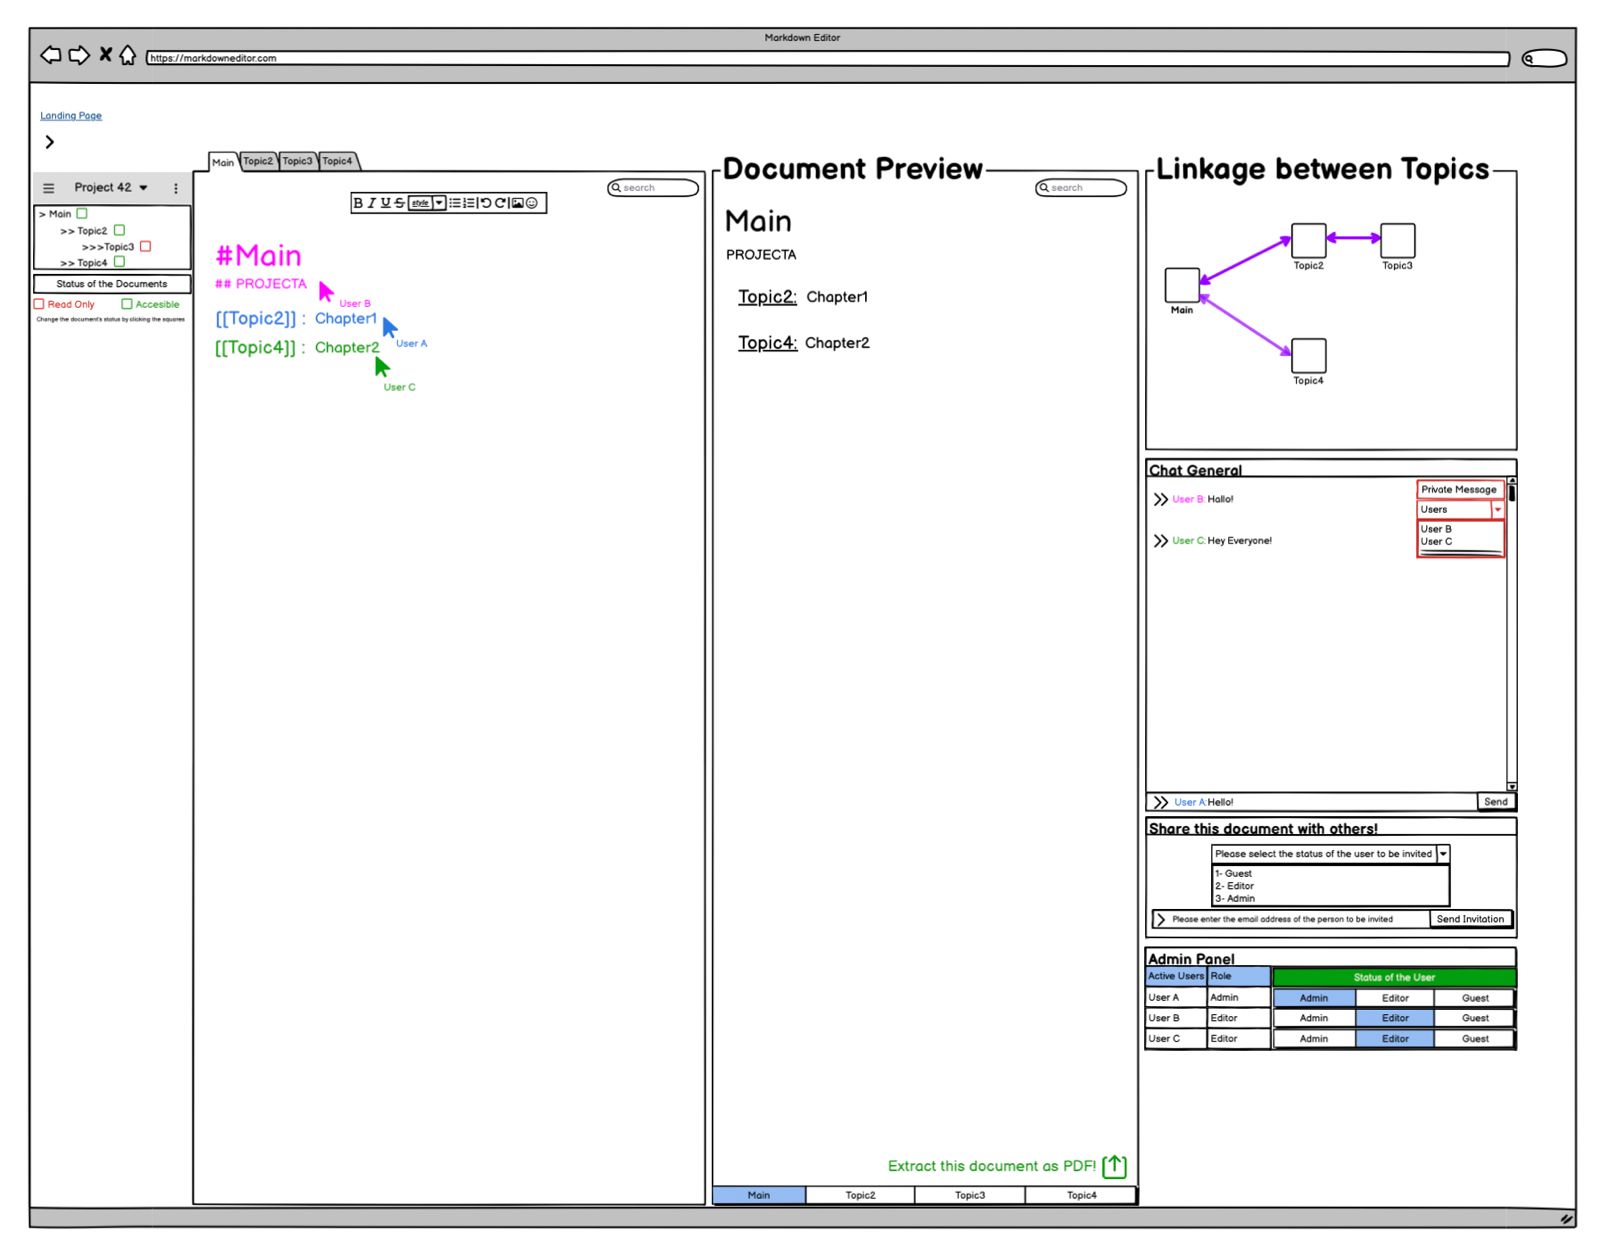 Markdown Editor
https://markdowneditor.com
Landing Page
Project 42
> Main
>> Topic2
>>>Topic3
>> Topic4
Status of the Documents
Read Only Accesible
Change the document's status by clicking the squares
Main Topic2 Topic3 Topic4
search
B I U S style
#Main
## PROJECTA
User B
[[Topic2]] : Chapter1
User A
[[Topic4]] : Chapter2
User C
Document Preview
search
Main
PROJECTA
Topic2: Chapter1
Topic4: Chapter2
Extract this document as PDF!
Main Topic2 Topic3 Topic4
Linkage between Topics
Topic2 Topic3
Main
Topic4
Chat General
Private Message
User B: Hallo!
Users
User B
User C
User C: Hey Everyone!
User A:Hello! Send
Share this document with others!
Please select the status of the user to be invited
1- Guest
2- Editor
3- Admin
Please enter the email address of the person to be invited Send Invitation
Admin Panel
Active Users Role Status of the User
User A Admin Admin Editor Guest
User B Editor Admin Editor Guest
User C Editor Admin Editor Guest